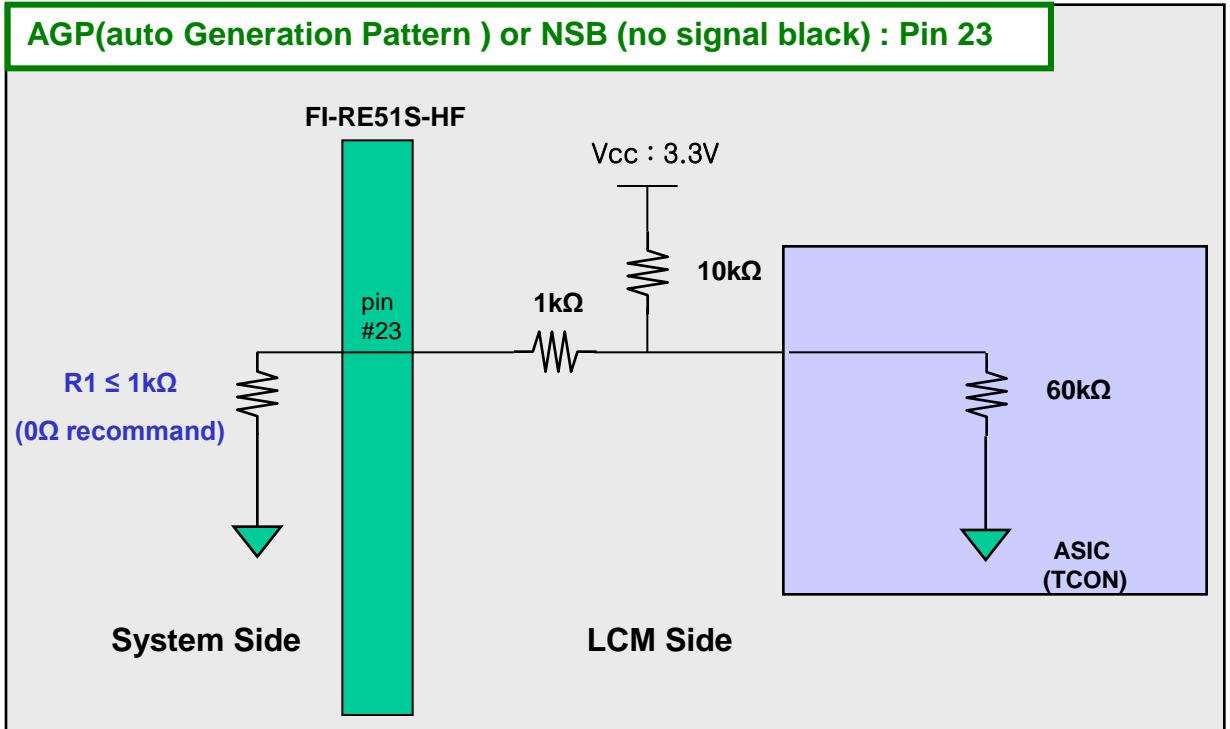 AGP(auto Generation Pattern ) or NSB (no signal black) : Pin 23
FI-RE51S-HF
Vcc : 3.3V
10kΩ
1kΩ
pin
#23
R1 ≤ 1kΩ
(0Ω recommand)
60kΩ
ASIC
(TCON)
System Side
LCM Side